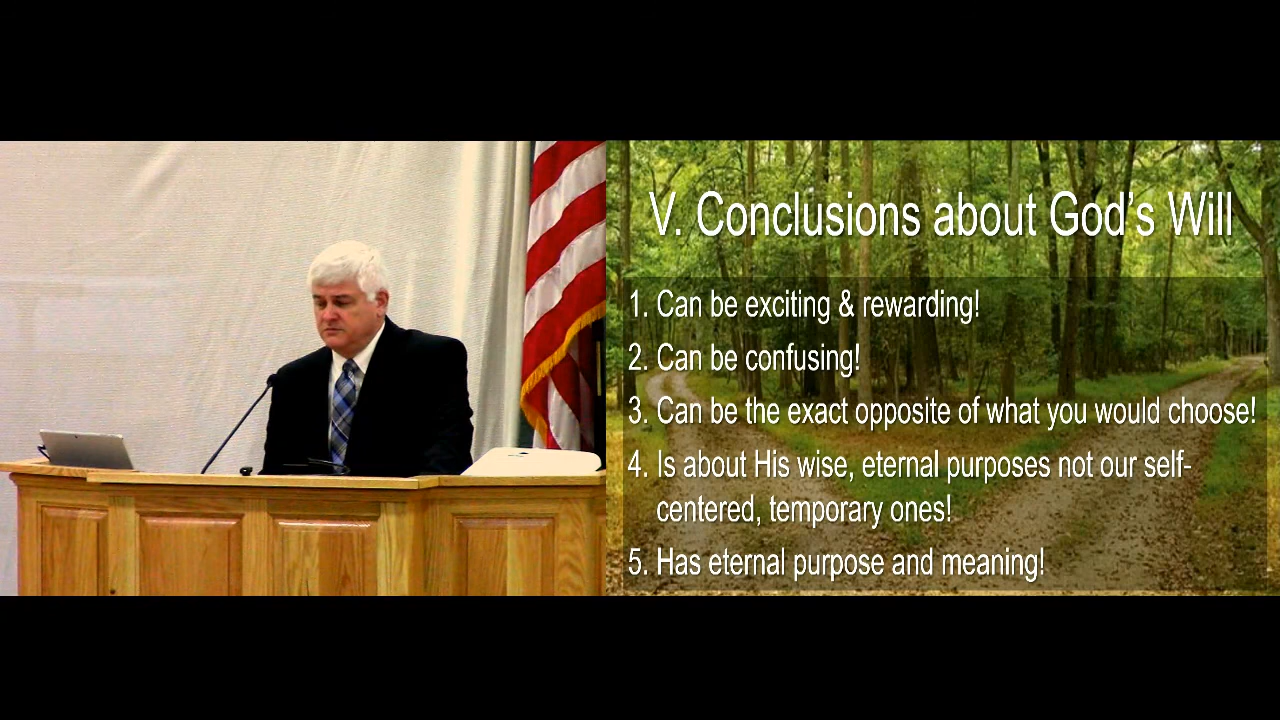 V. Conclusions about God's Will
1. Can be exciting & rewarding!
2. Can be confusing!
3. Can be the exact opposite of what you would choose!
4. Is about His wise, eternal purposes not our self-
centered, temporary ones!
5. Has eternal purpose and meaning!